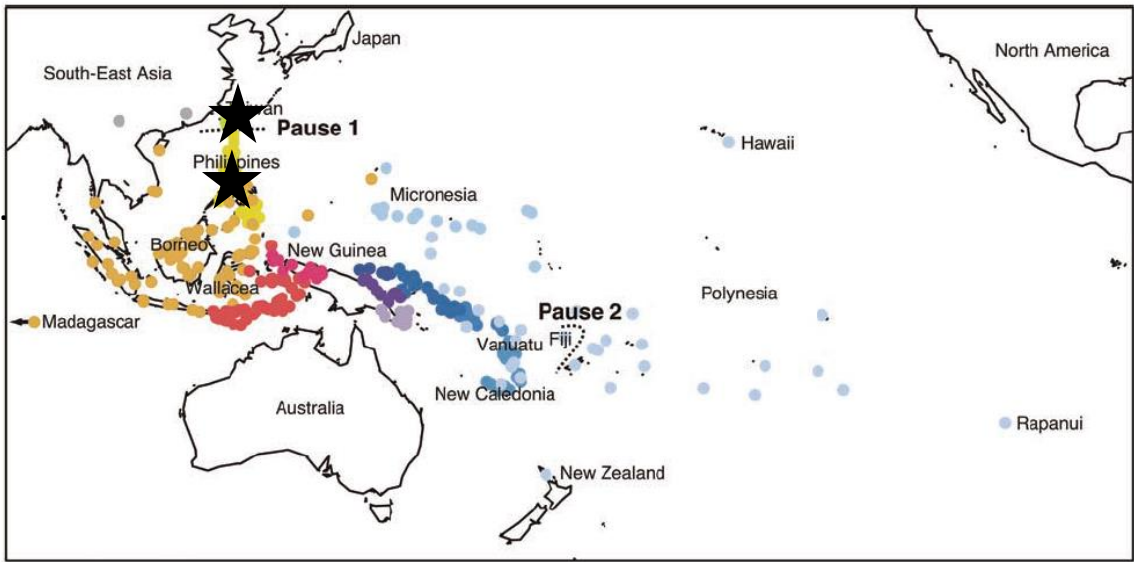 Japan
North America
South-East Asia
Taiwan
Pause 1
Hawaii
Philippines
Micronesia
Borneo
New Guinea
Wallacea
Polynesia
Madagascar
Pause 2
Fiji
Vanuatu
New Caledonia
Australia
Rapanui
New Zealand